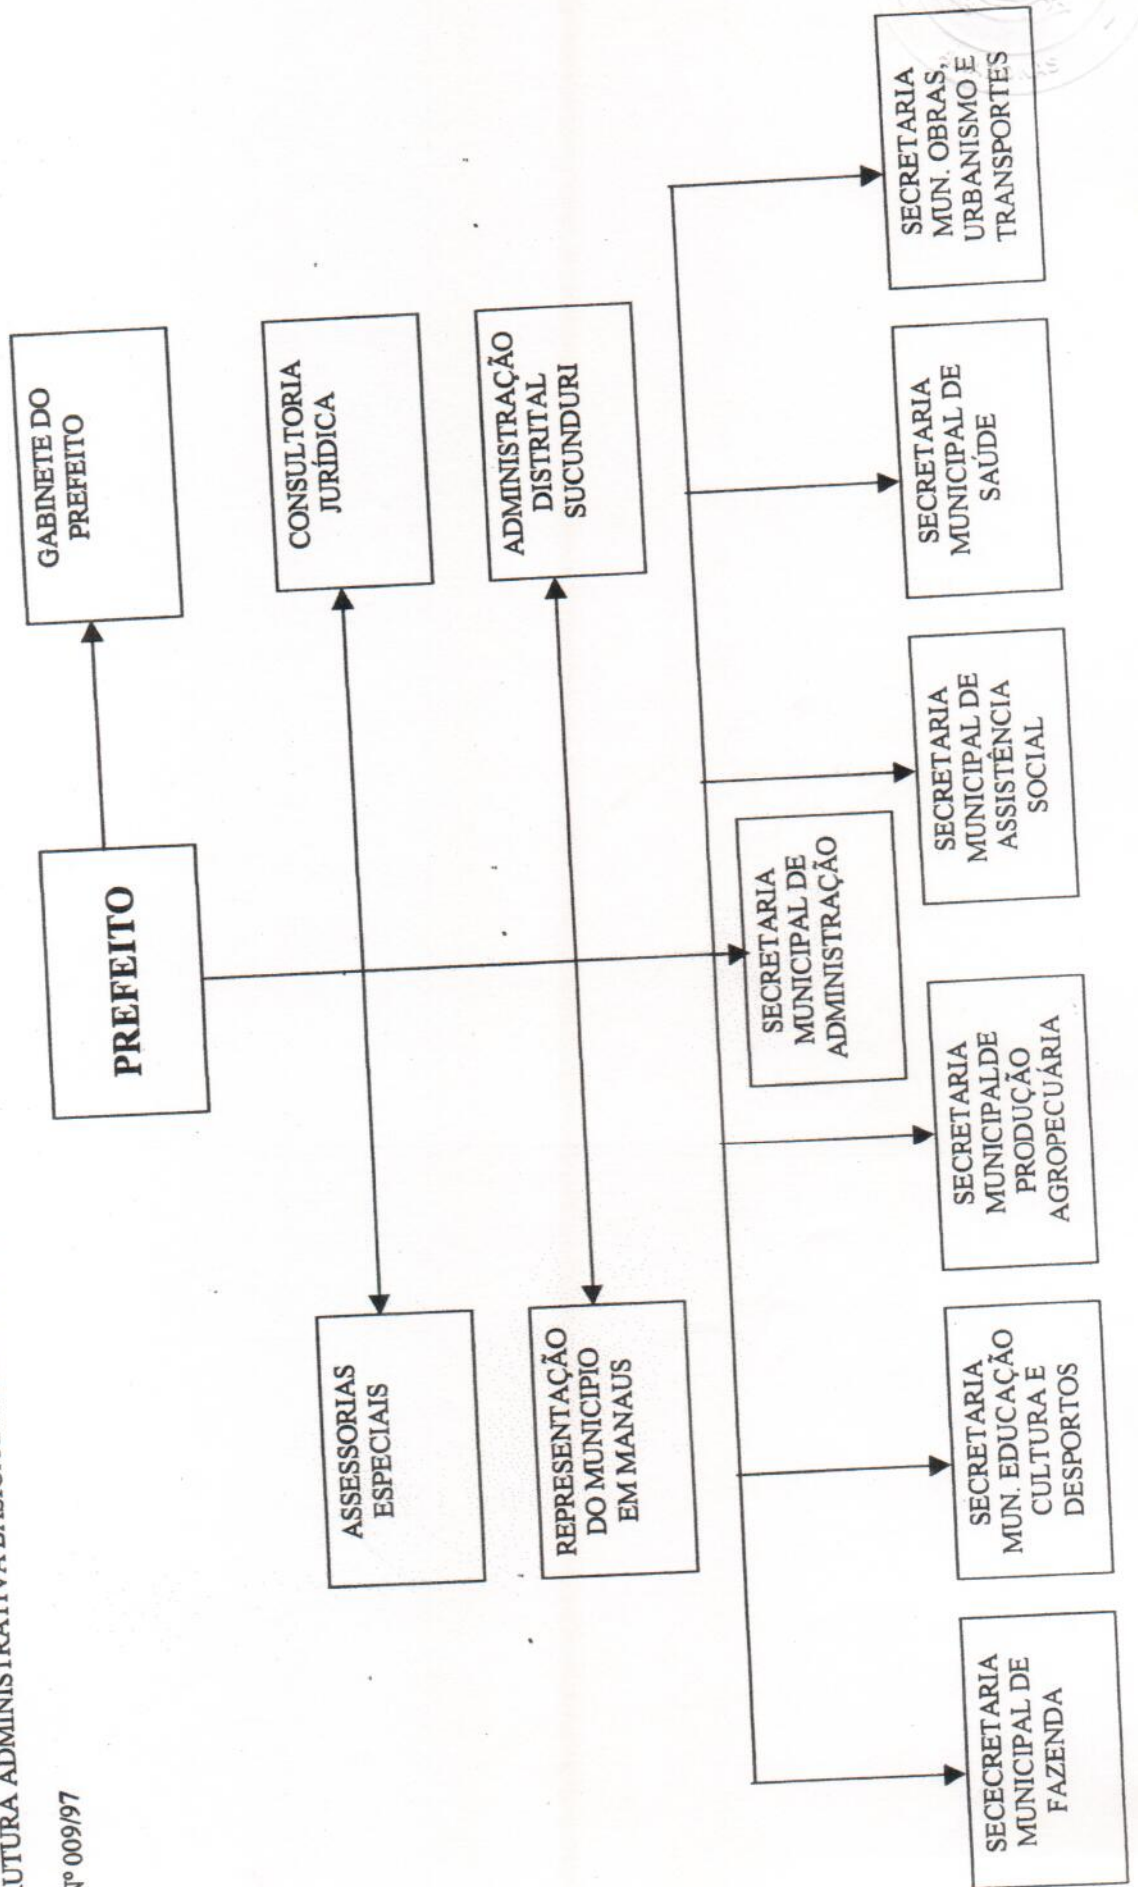 RUTURA ADMINISTRATIVA
Nº 009/97
PREFEITO
GABINETE DO
PREFEITO
ASSESSORIAS
ESPECIAIS
CONSULTORIA
JURÍDICA
REPRESENTAÇÃO
DO MUNICIPIO
EM MANAUS
ADMINISTRAÇÃO
DISTRITAL
SUCUNDURI
SECRETARIA
MUNICIPAL DE
ADMINISTRAÇÃO
SECECRETARIA
MUNICIPAL DE
FAZENDA
SECRETARIA
MUN. EDUCAÇÃO
CULTURA E
DESPORTOS
SECRETARIA
MUNICIPALDE
PRODUÇÃO
AGROPECUÁRIA
SECRETARIA
MUNICIPAL DE
ASSISTÊNCIA
SOCIAL
SECRETARIA
MUNICIPAL DE
SAÚDE
SECRETARIA
MUN. OBRAS,
URBANISMO E
TRANSPORTES